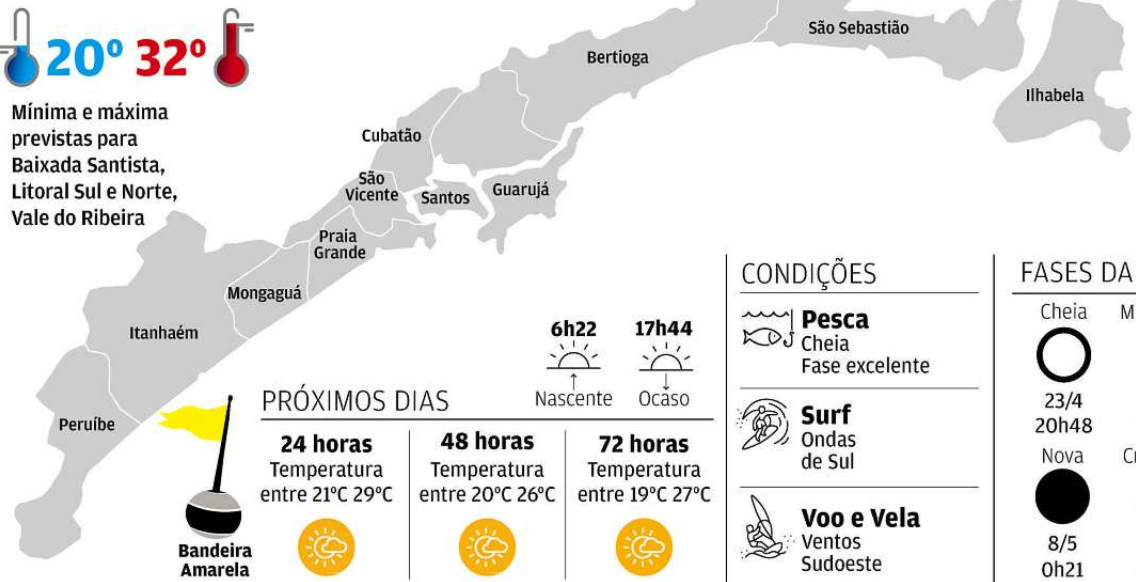 20º 32º
Mínima e máxima
previstas para
Baixada Santista,
Litoral Sul e Norte,
Vale do Ribeira
São Sebastião
Bertioga
Ilhabela
Cubatão
São
Vicente
Santos
Guarujá
Praia
Grande
Mongaguá
Itanhaém
Peruíbe
Bandeira
Amarela
6h22
Nascente
17h44
Ocaso
PRÓXIMOS DIAS
24 horas
Temperatura
entre 21ºC 29ºC
48 horas
Temperatura
entre 20ºC 26ºC
72 horas
Temperatura
entre 19ºC 27ºC
CONDIÇÕES
Pesca
Cheia
Fase excelente
Surf
Ondas
de Sul
Voo e Vela
Ventos
Sudoeste
FASES DA
Cheia
23/4
20h48
Nova
8/5
0h21